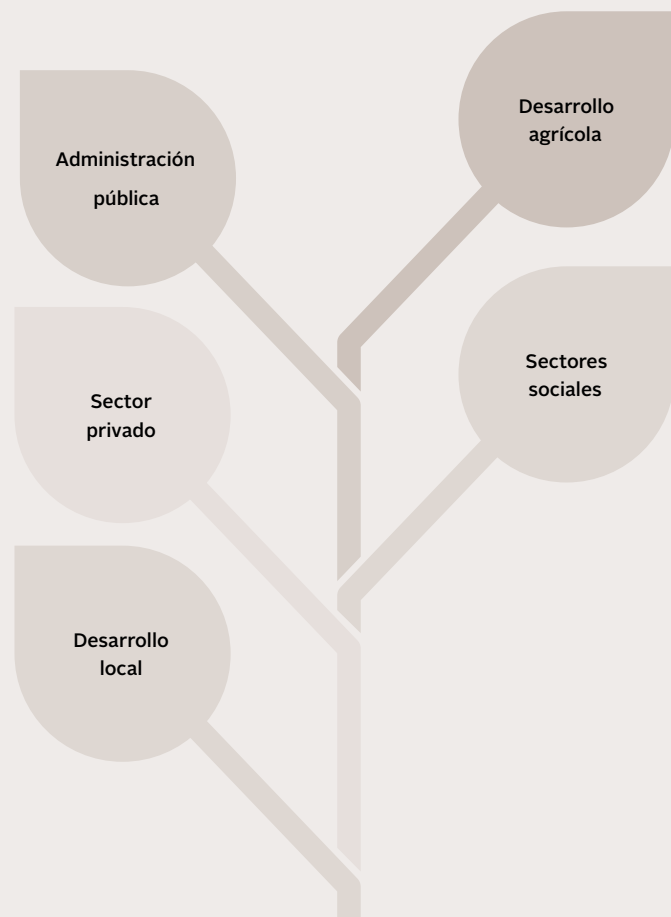 Desarrollo
agrícola
Administración
pública
Sectores
sociales
Sector
privado
Desarrollo
local